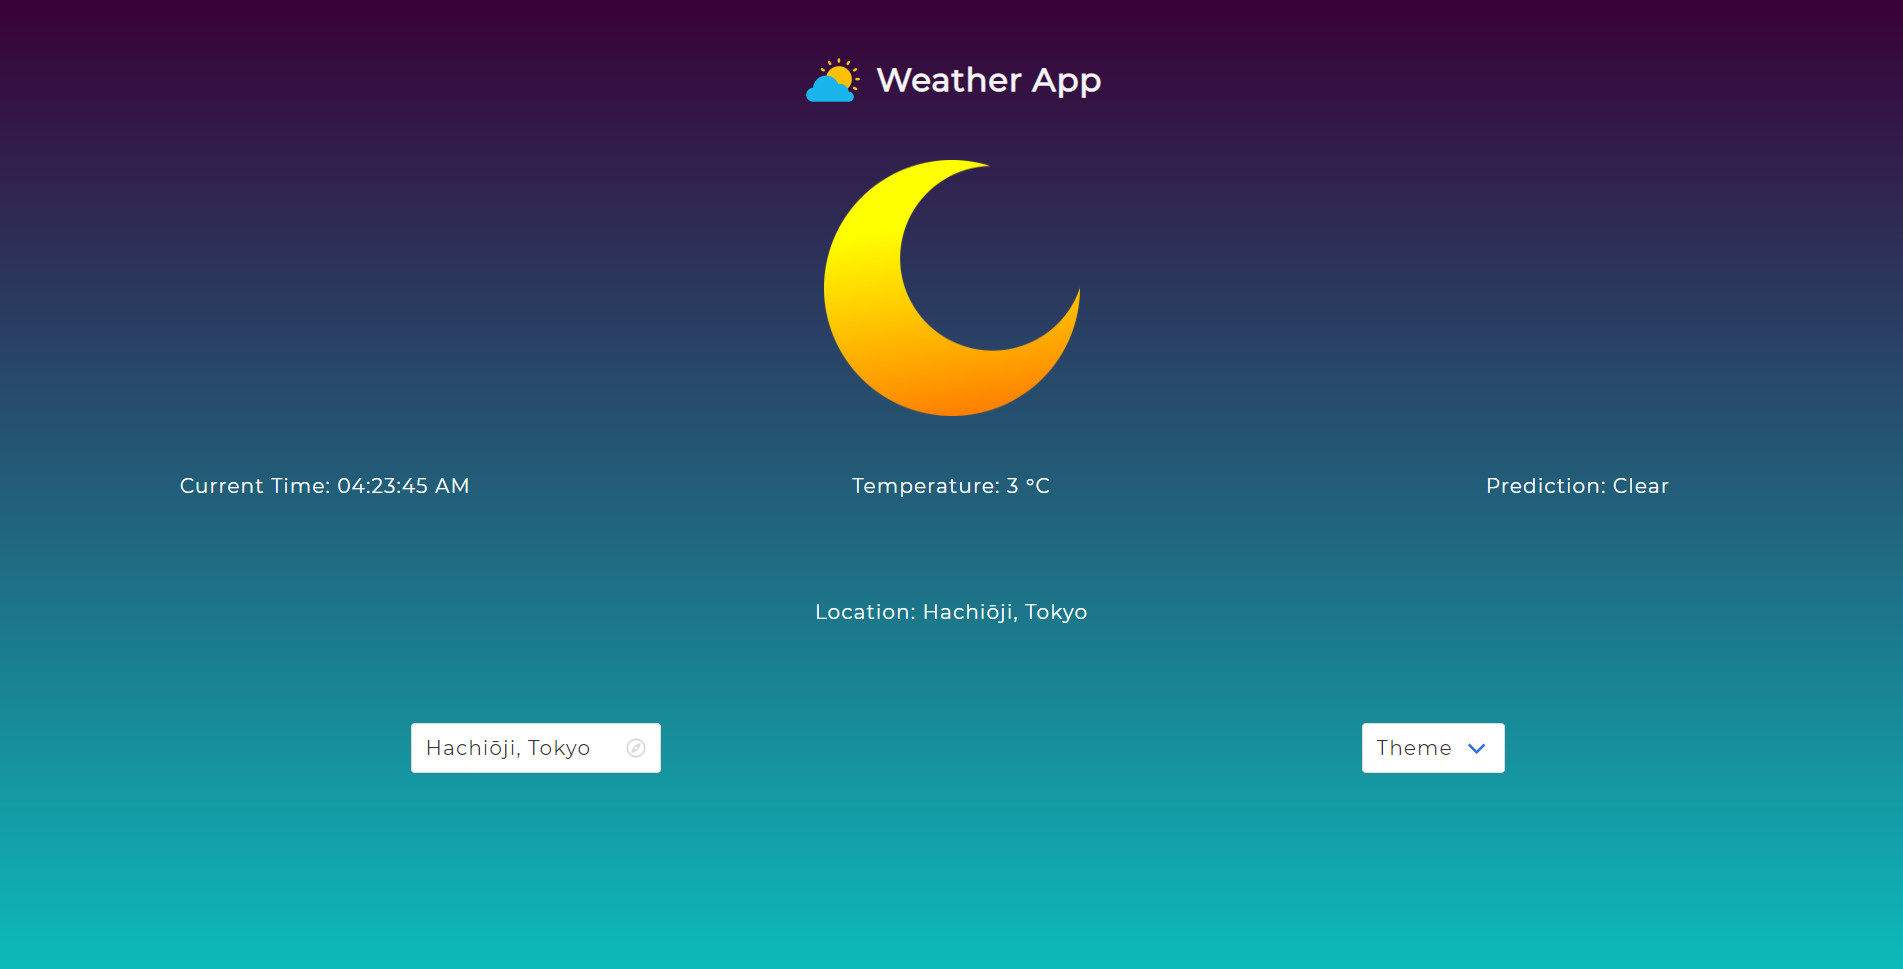 Weather App
Current Time: 04:23:45 AM
Temperature: 3 °C
Prediction: Clear
Location: Hachiōji, Tokyo
Hachiōji, Tokyo
Theme